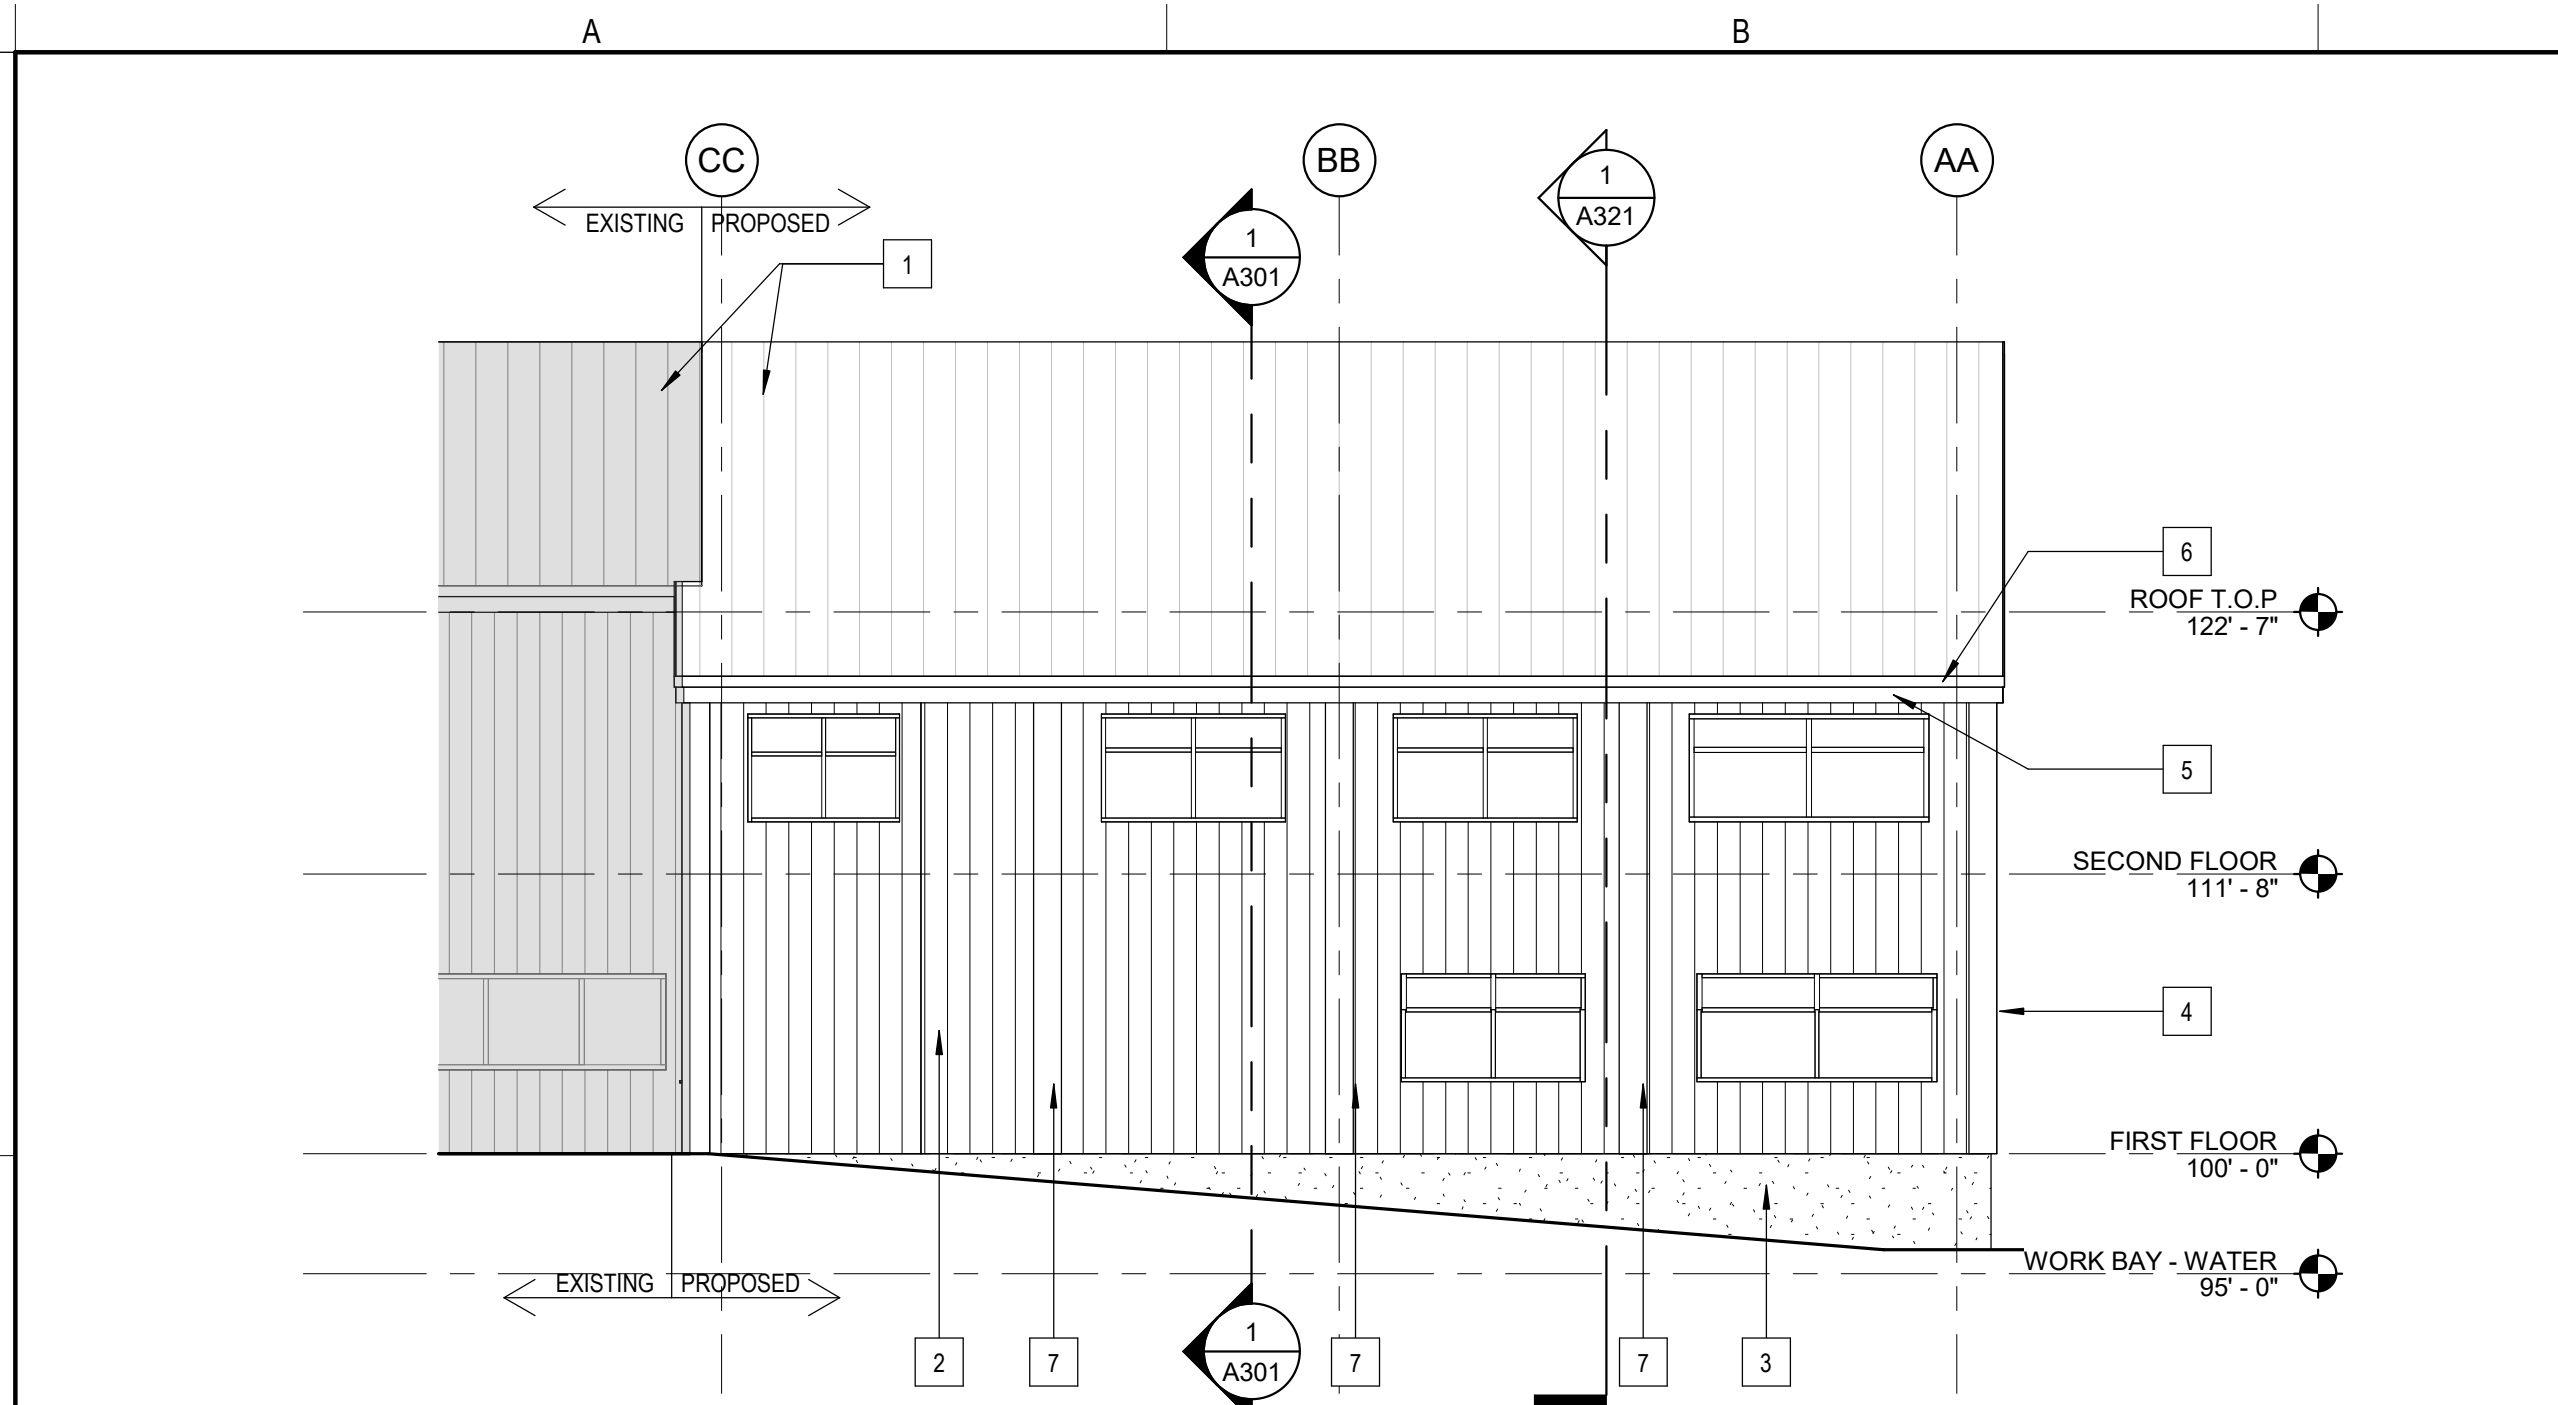 A
B
CC
BB
AA
EXISTING
PROPOSED
1
1
A301
1
A321
6
ROOF T.O.P
122' - 7"
5
SECOND FLOOR
111' - 8"
4
FIRST FLOOR
100' - 0"
WORK BAY - WATER
95' - 0"
EXISTING
PROPOSED
2
7
1
A301
7
7
3